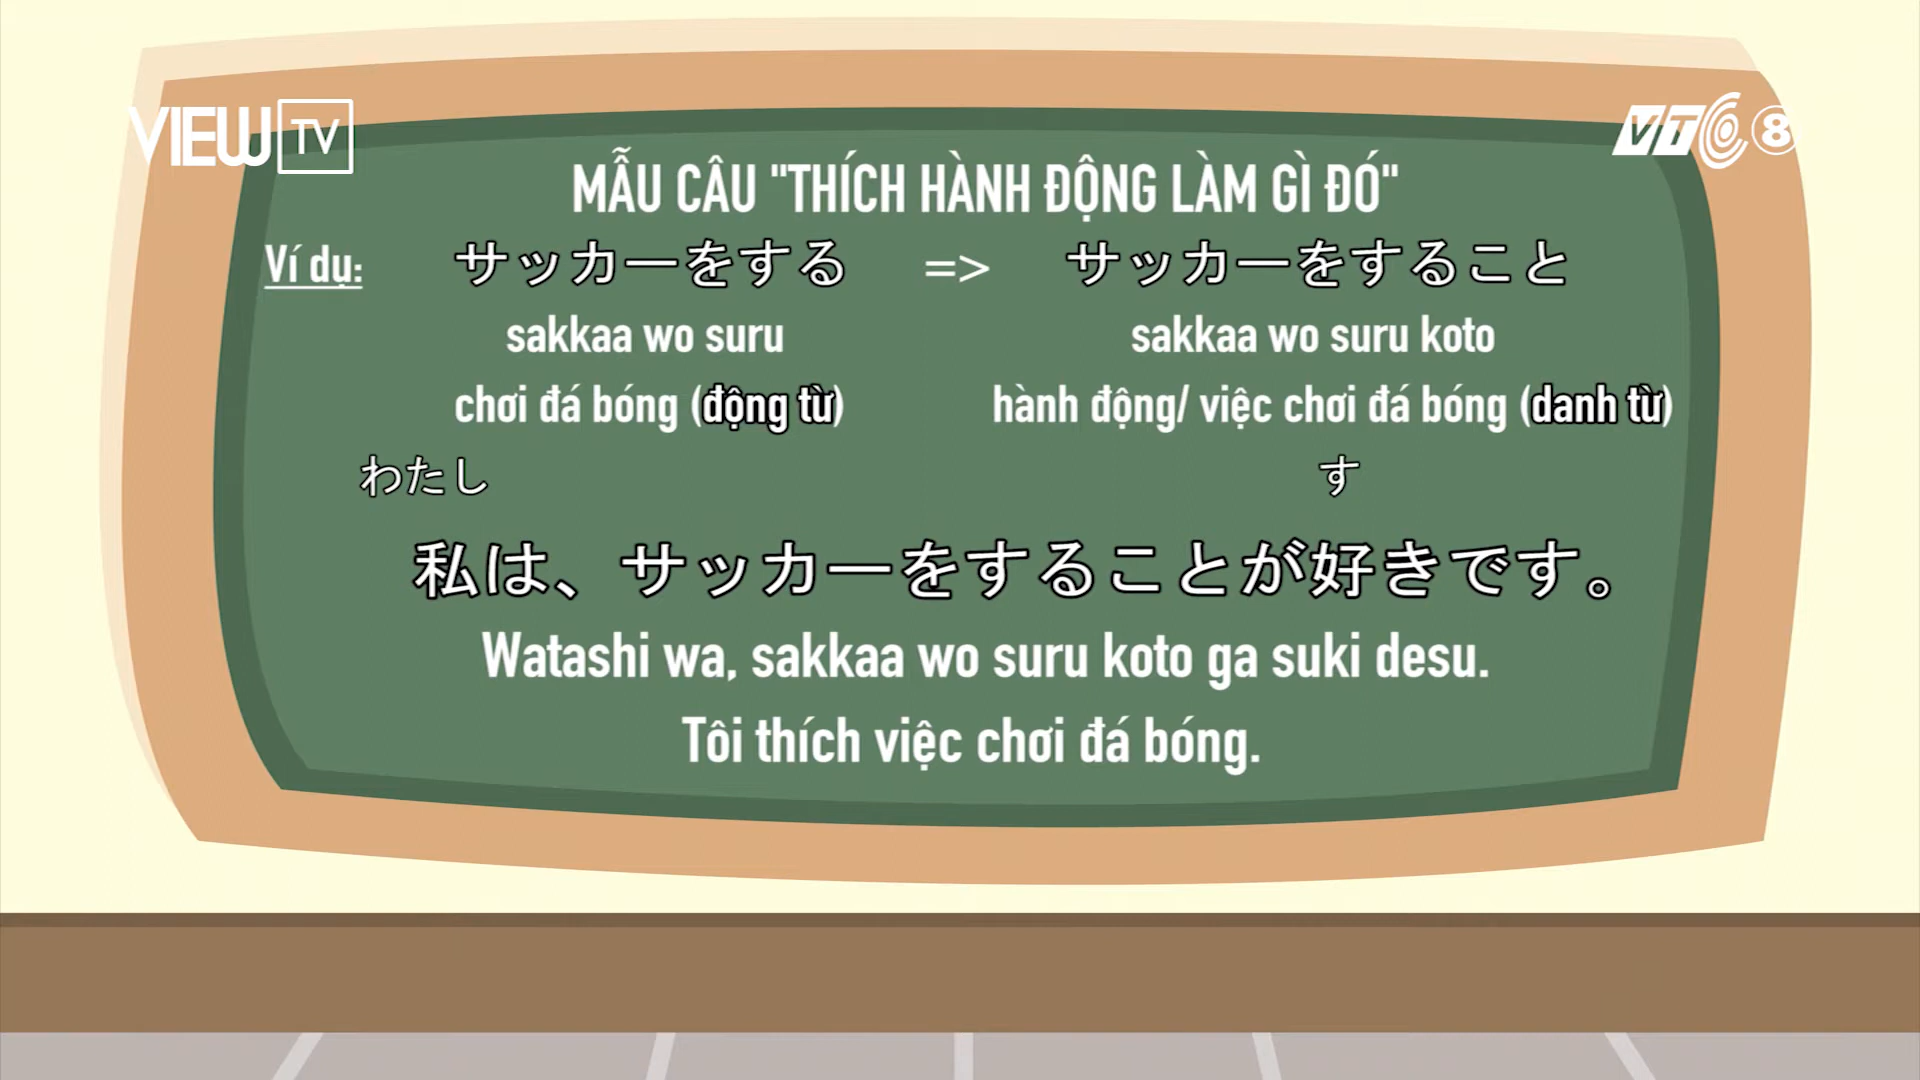 VIEW TV
VTC 8
MẪU CÂU "THÍCH HÀNH ĐỘNG LÀM GÌ ĐÓ"
Ví dụ: サッカーをする => サッカーをすること
sakkaa wo suru sakkaa wo suru koto
chơi đá bóng (động từ) hành động/ việc chơi đá bóng (danh từ)
わたし す
私は、サッカーをすることが好きです。
Watashi wa, sakkaa wo suru koto ga suki desu.
Tôi thích việc chơi đá bóng.